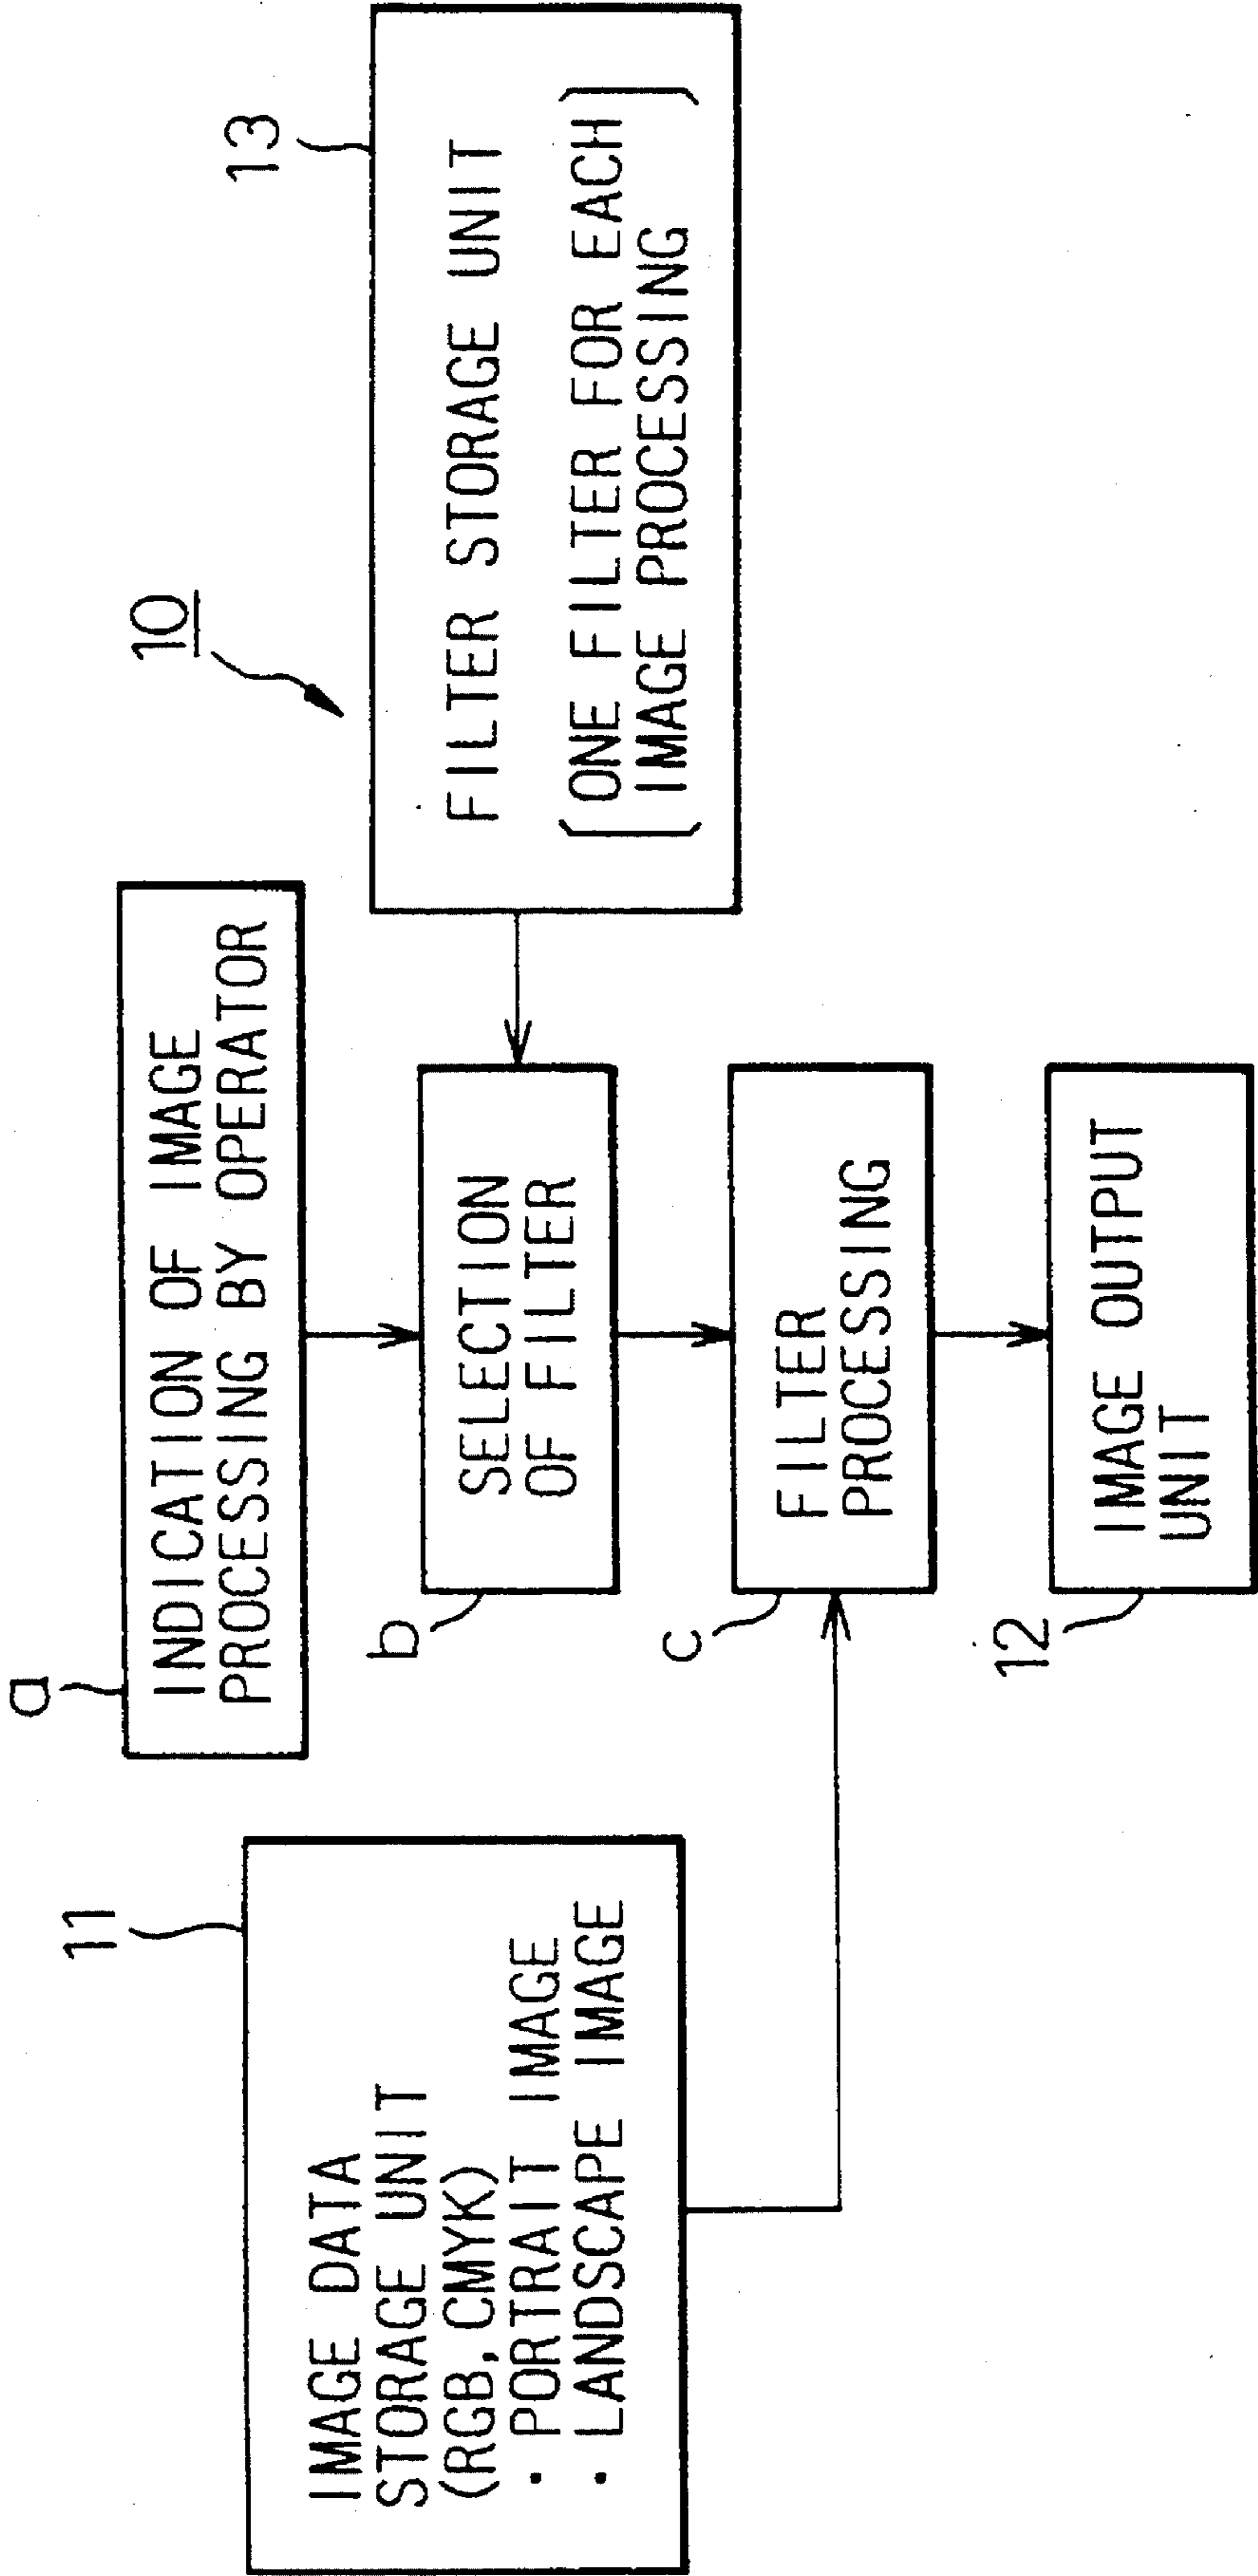 10
a
INDICATION OF IMAGE
PROCESSING BY OPERATOR
11
IMAGE DATA
STORAGE UNIT
(RGB, CMYK)
· PORTRAIT IMAGE
· LANDSCAPE IMAGE
b
SELECTION
OF FILTER
13
FILTER STORAGE UNIT
(ONE FILTER FOR EACH
IMAGE PROCESSING)
c
FILTER
PROCESSING
12
IMAGE OUTPUT
UNIT